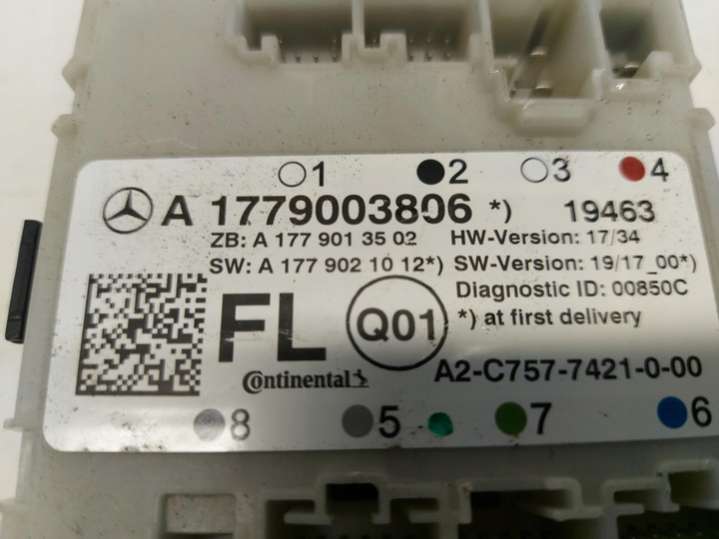 1 2 3 4
A 1779003806 *) 19463
ZB: A 177 901 35 02 HW-Version: 17/34
SW: A 177 902 10 12*) SW-Version: 19/17_00*)
Diagnostic ID: 00850C
FL Q01 *) at first delivery
Continental A2-C757-7421-0-00
8 5 7 6